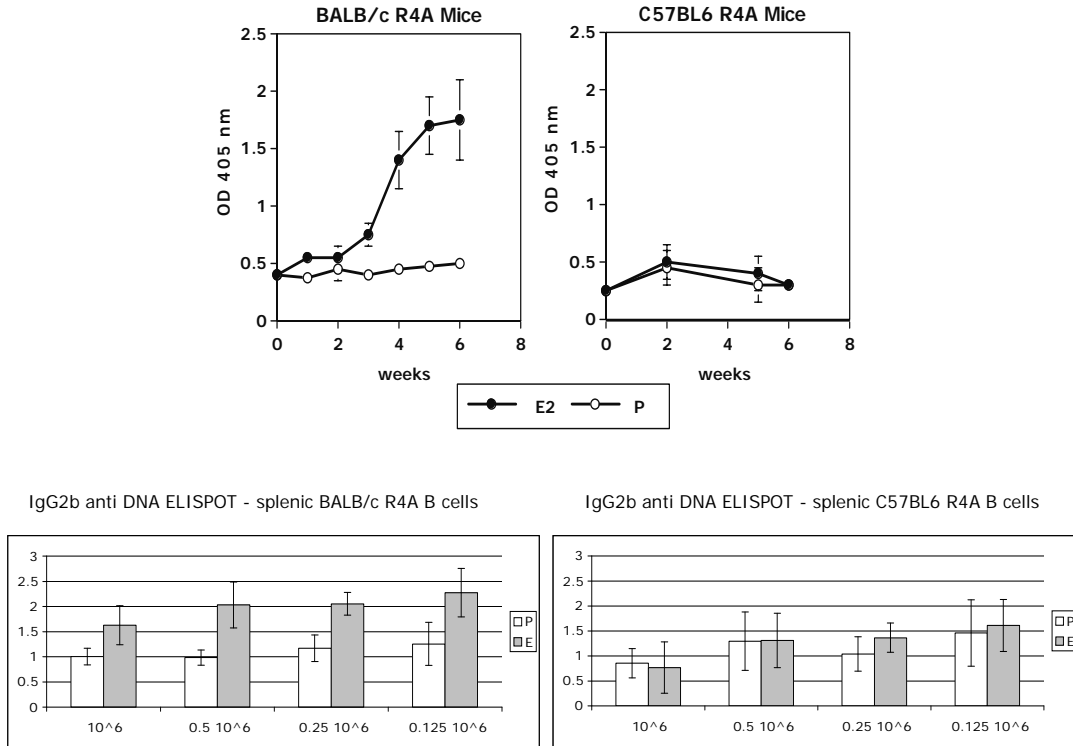 BALB/c R4A Mice
C57BL6 R4A Mice
OD 405 nm
2.5
2
1.5
1
0.5
0
0 2 4 6 8
weeks
OD 405 nm
2.5
2
1.5
1
0.5
0
0 2 4 6 8
weeks
E2 P
IgG2b anti DNA ELISPOT - splenic BALB/c R4A B cells
3
2.5
2
1.5
1
0.5
0
P
E
10^6 0.5 10^6 0.25 10^6 0.125 10^6
IgG2b anti DNA ELISPOT - splenic C57BL6 R4A B cells
3
2.5
2
1.5
1
0.5
0
P
E
10^6 0.5 10^6 0.25 10^6 0.125 10^6